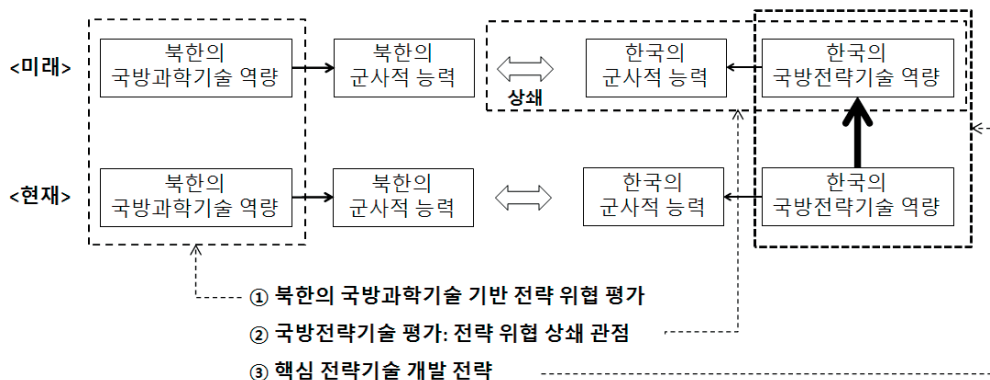 <미래>
북한의
국방과학기술 역량
북한의
군사적 능력
상쇄
한국의
군사적 능력
한국의
국방전략기술 역량
<현재>
북한의
국방과학기술 역량
북한의
군사적 능력
한국의
군사적 능력
한국의
국방전략기술 역량
① 북한의 국방과학기술 기반 전략 위협 평가
② 국방전략기술 평가: 전략 위협 상쇄 관점
③ 핵심 전략기술 개발 전략